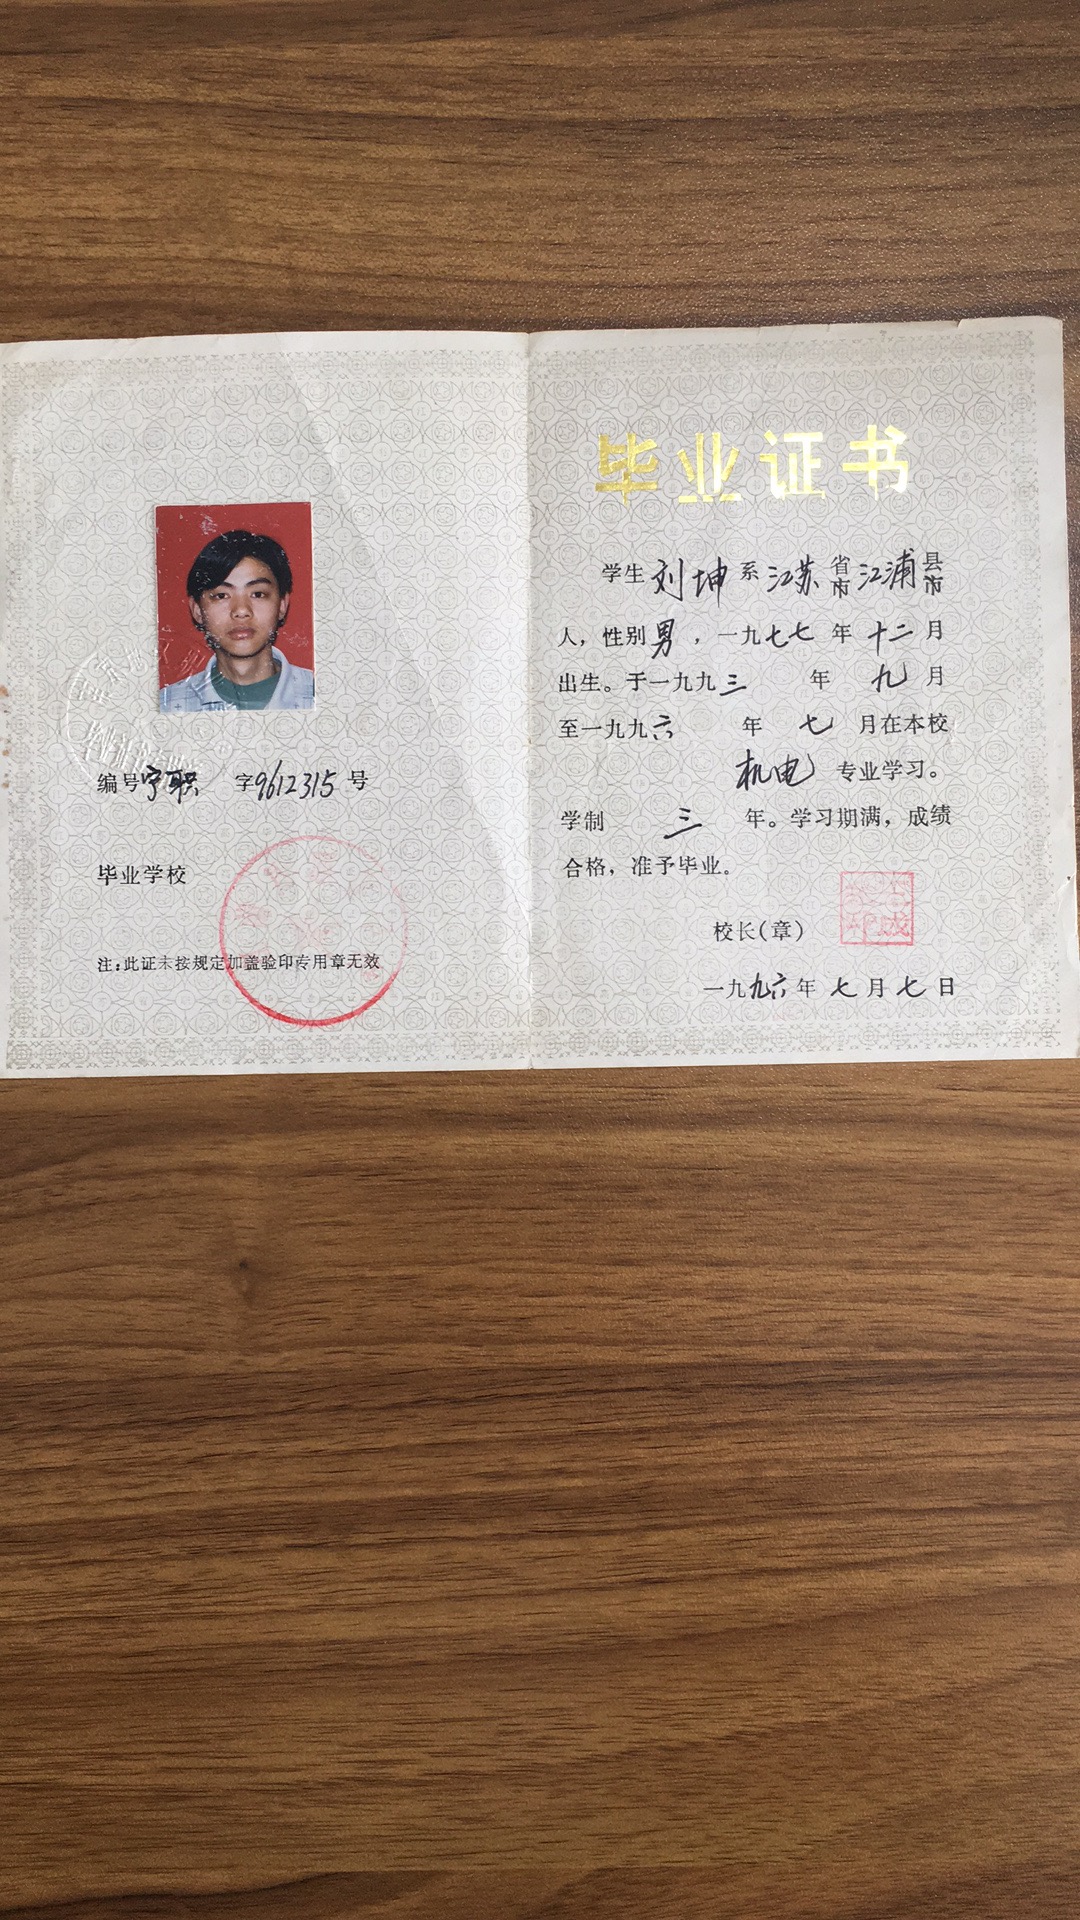 编号宁职 字9612315号
毕业学校
注:此证未按规定加盖验印专用章无效
毕业证书
学生刘坤系江苏省市江浦县市
人,性别男,一九七七年十二月
出生。于一九九三年九月
至一九九六年七月在本校
机电专业学习。
学制三年。学习期满,成绩
合格,准予毕业。
校长(章)
一九九六年七月七日